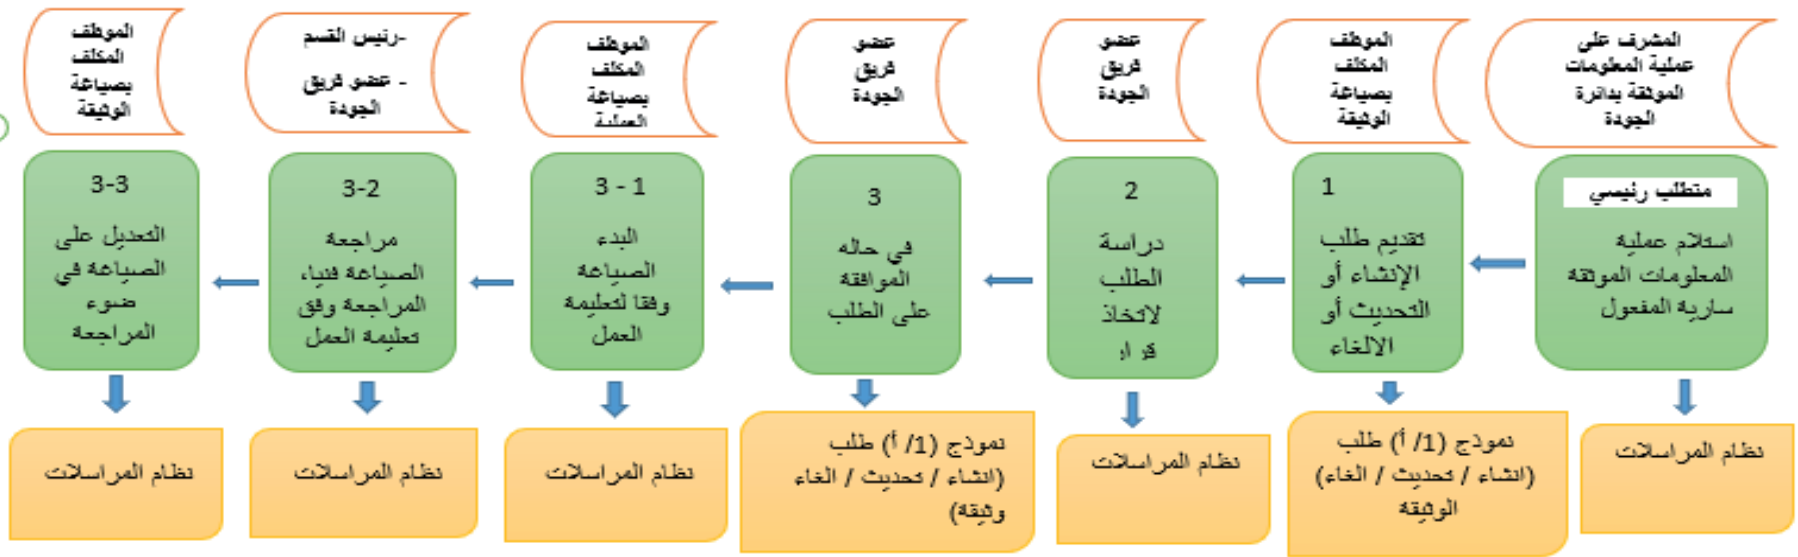 المشرف على
عملية المعلومات
الموثقة بدائرة
الجودة
الموظف
المكلف
بصياغة
الوثيقة
عضو
فريق
الجودة
عضو
فريق
الجودة
الموظف
المكلف
بصياغة
العملية
-رئيس القسم
- عضو فريق
الجودة
الموظف
المكلف
بصياغة
الوثيقة
متطلب رئيسي
استلام عملية
المعلومات الموثقة
سارية المفعول
1
تقديم طلب
الإنشاء أو
التحديث أو
الالغاء
2
دراسة
الطلب
لاتخاذ
قرار
3
في حاله
الموافقة
على الطلب
3 - 1
البدء
الصياغة
وفقا لتعليمة
العمل
3-2
مراجعة
الصياغة فنيا،
المراجعة وفق
تعليمة العمل
3-3
التعديل على
الصياغة في
ضوء
المراجعة
نظام المراسلات
نموذج (1/ أ) طلب
(انشاء / تحديث / الغاء)
الوثيقة
نظام المراسلات
نموذج (1/ أ) طلب
(انشاء / تحديث / الغاء
وثيقة)
نظام المراسلات
نظام المراسلات
نظام المراسلات